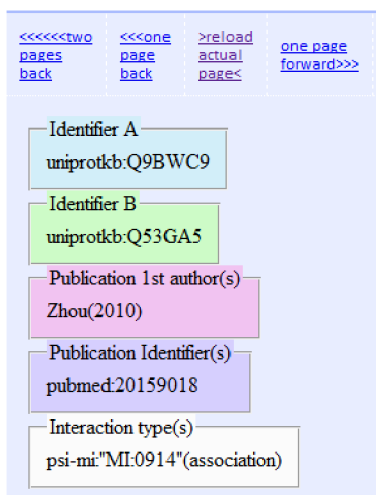 <<<<<<two pages back
<<<one page back
>reload actual page<
one page forward>>>
Identifier A
uniprotkb:Q9BWC9
Identifier B
uniprotkb:Q53GA5
Publication 1st author(s)
Zhou(2010)
Publication Identifier(s)
pubmed:20159018
Interaction type(s)
psi-mi:"MI:0914"(association)